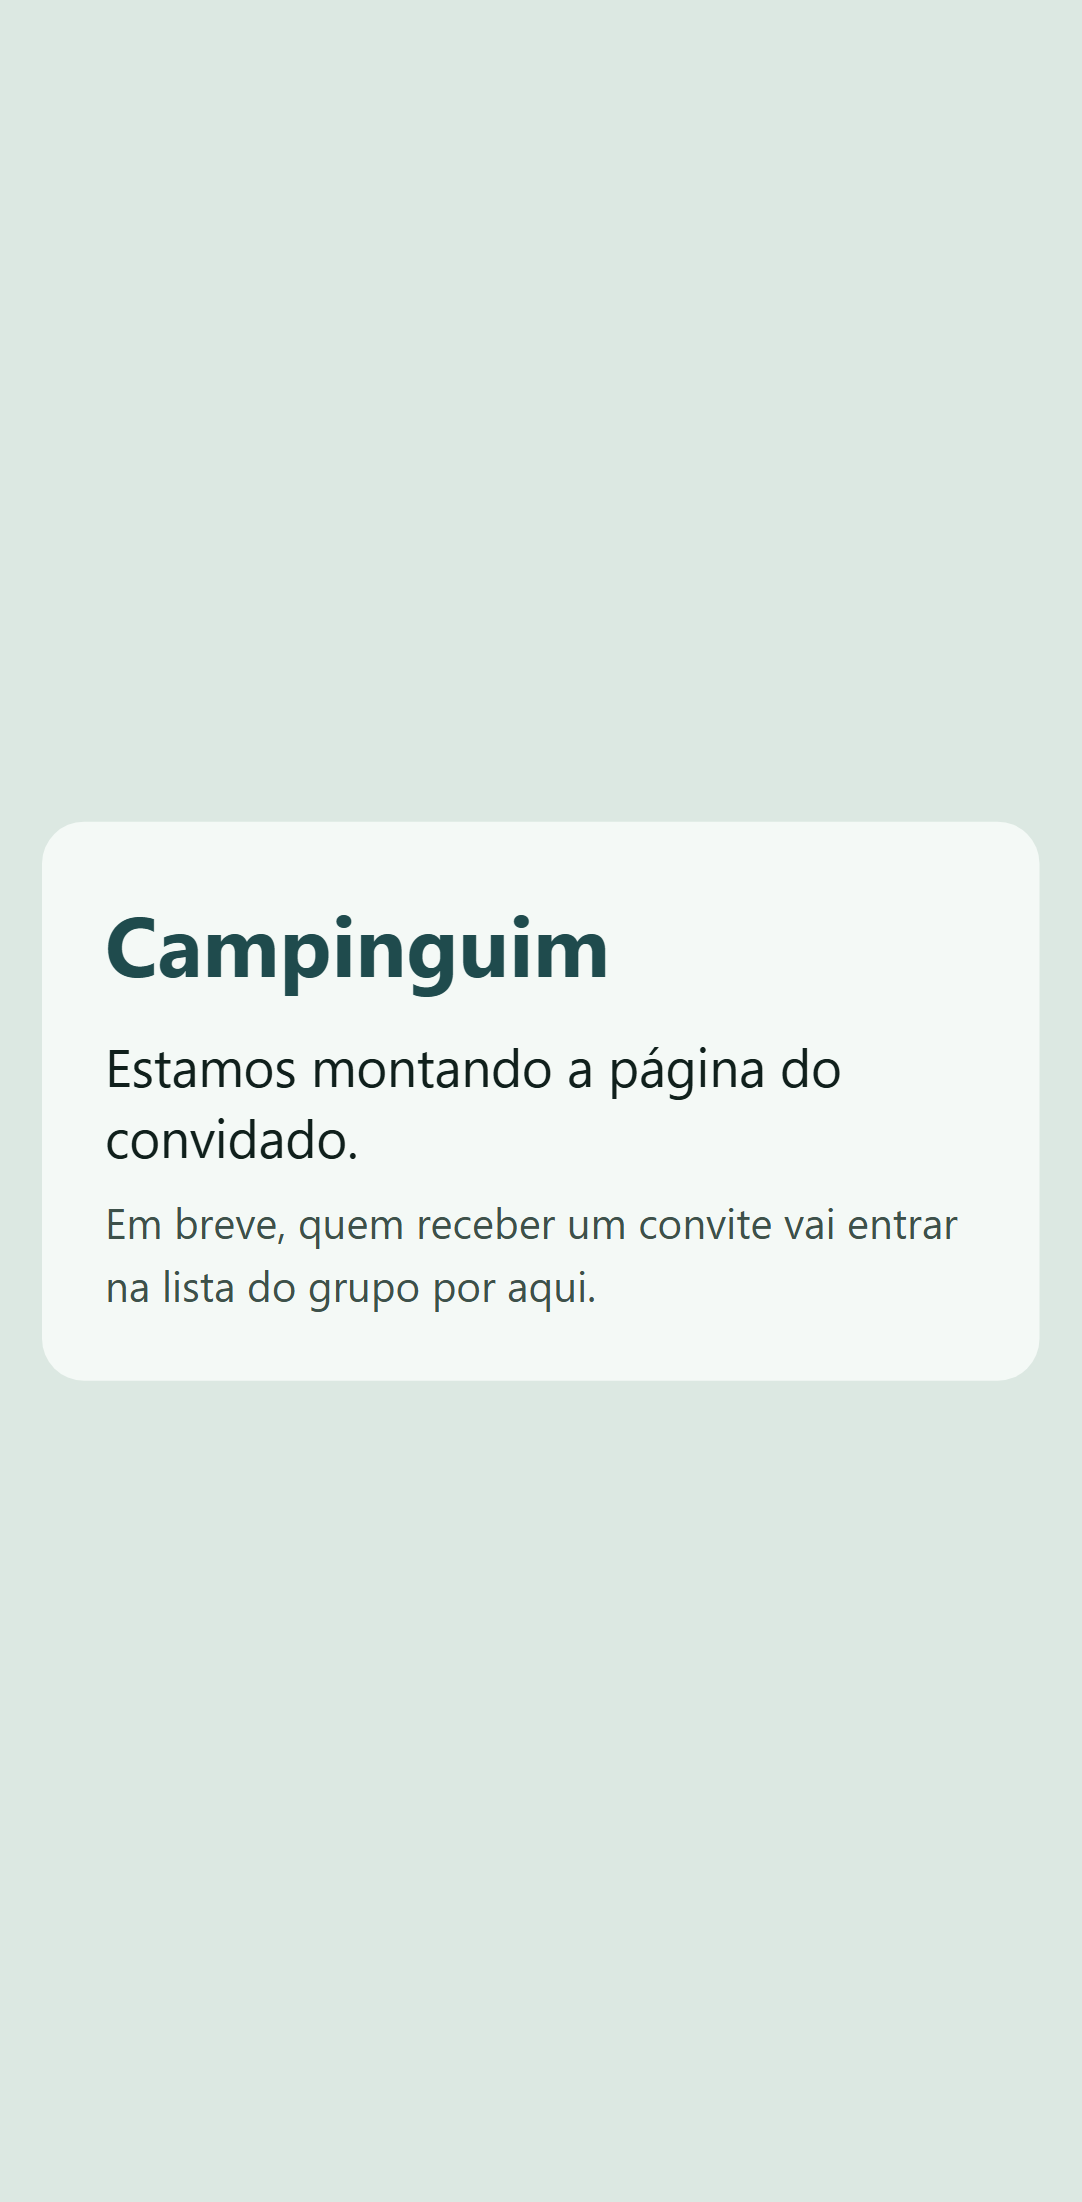 Campinguim
Estamos montando a página do
convidado.
Em breve, quem receber um convite vai entrar
na lista do grupo por aqui.